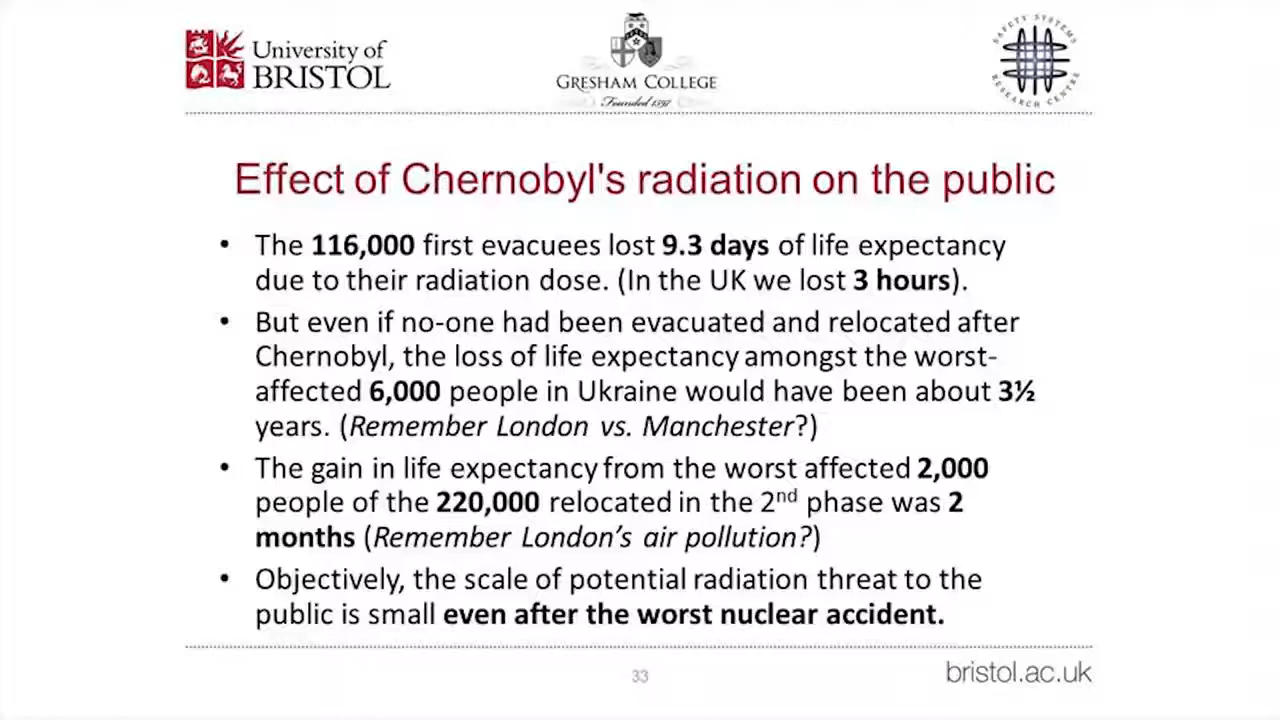 University of
BRISTOL
GRESHAM COLLEGE
Founded 1597
SAFETY SYSTEMS
RESEARCH CENTRE
Effect of Chernobyl's radiation on the public
• The 116,000 first evacuees lost 9.3 days of life expectancy
due to their radiation dose. (In the UK we lost 3 hours).
• But even if no-one had been evacuated and relocated after
Chernobyl, the loss of life expectancy amongst the worst-
affected 6,000 people in Ukraine would have been about 3½
years. (Remember London vs. Manchester?)
• The gain in life expectancy from the worst affected 2,000
people of the 220,000 relocated in the 2nd phase was 2
months (Remember London’s air pollution?)
• Objectively, the scale of potential radiation threat to the
public is small even after the worst nuclear accident.
33
bristol.ac.uk